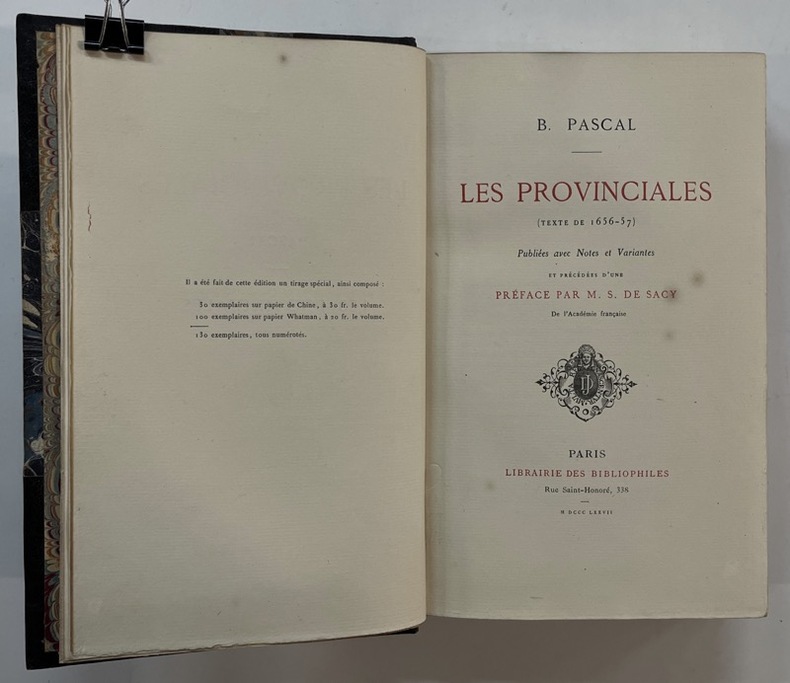 Il a été fait de cette édition un tirage spécial, ainsi composé :
30 exemplaires sur papier de Chine, à 30 fr. le volume.
100 exemplaires sur papier Whatman, à 20 fr. le volume.
130 exemplaires, tous numérotés.
B. PASCAL
LES PROVINCIALES
(TEXTE DE 1656-57)
Publiées avec Notes et Variantes
ET PRÉCÉDÉES D'UNE
PRÉFACE PAR M. S. DE SACY
De l'Académie française
PARIS
LIBRAIRIE DES BIBLIOPHILES
Rue Saint-Honoré, 338
M DCCC LXXVII